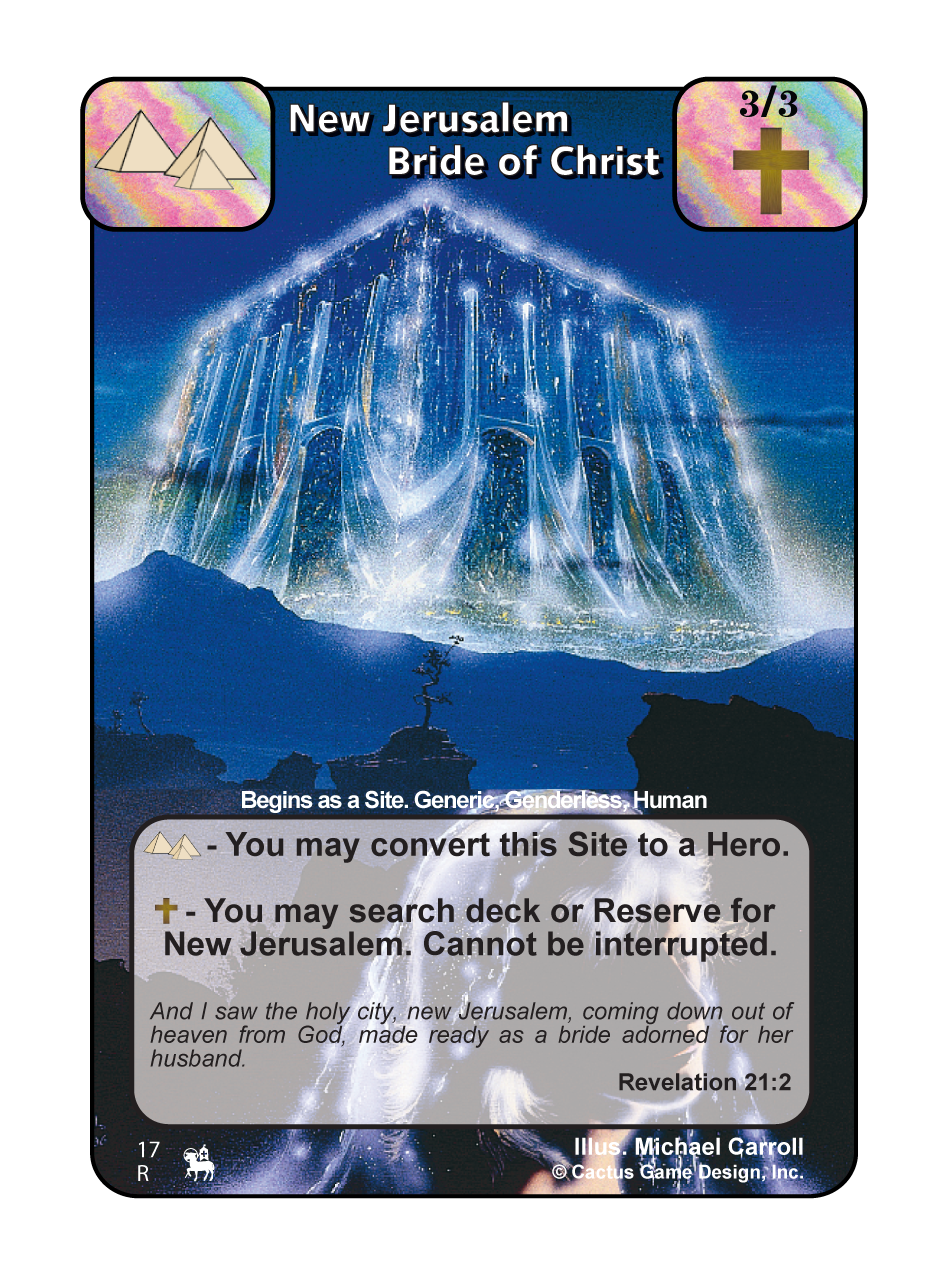 New Jerusalem
Bride of Christ
3/3
Begins as a Site. Generic, Genderless, Human
- You may convert this Site to a Hero.
- You may search deck or Reserve for
New Jerusalem. Cannot be interrupted.
And I saw the holy city, new Jerusalem, coming down out of
heaven from God, made ready as a bride adorned for her
husband.
Revelation 21:2
17
R
Illus. Michael Carroll
© Cactus Game Design, Inc.